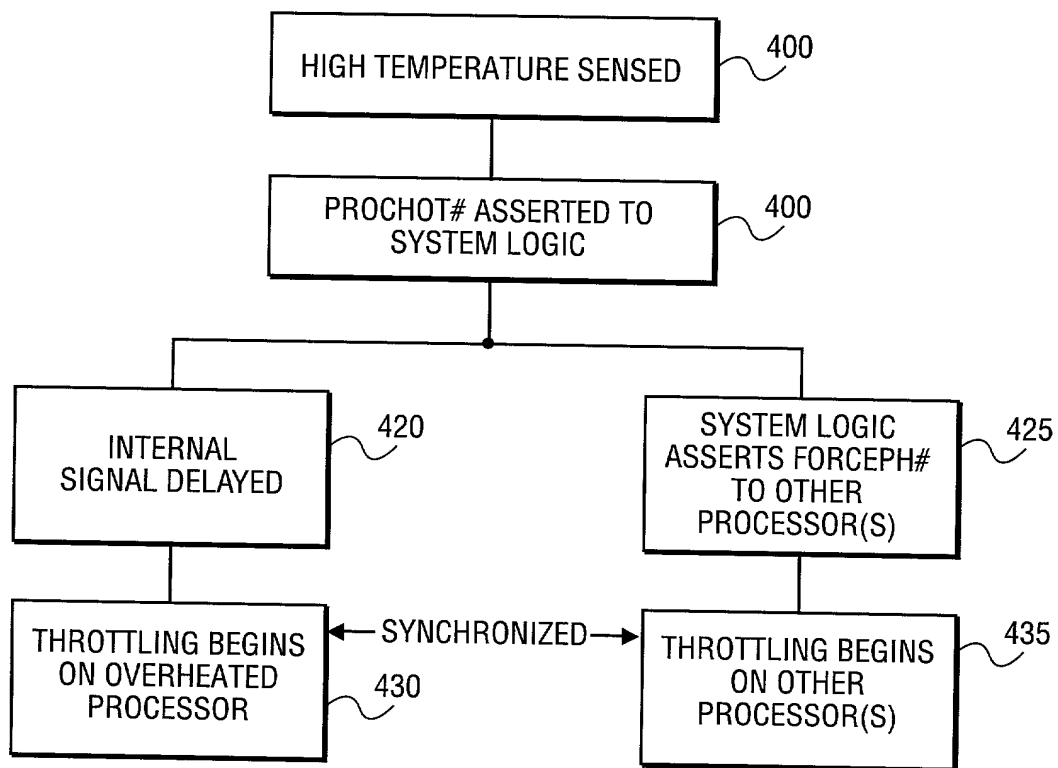 HIGH TEMPERATURE SENSED
400
PROCHOT# ASSERTED TO
SYSTEM LOGIC
400
INTERNAL
SIGNAL DELAYED
420
SYSTEM LOGIC
ASSERTS FORCEPH#
TO OTHER
PROCESSOR(S)
425
THROTTLING BEGINS
ON OVERHEATED
PROCESSOR
430
SYNCHRONIZED
THROTTLING BEGINS
ON OTHER
PROCESSOR(S)
435